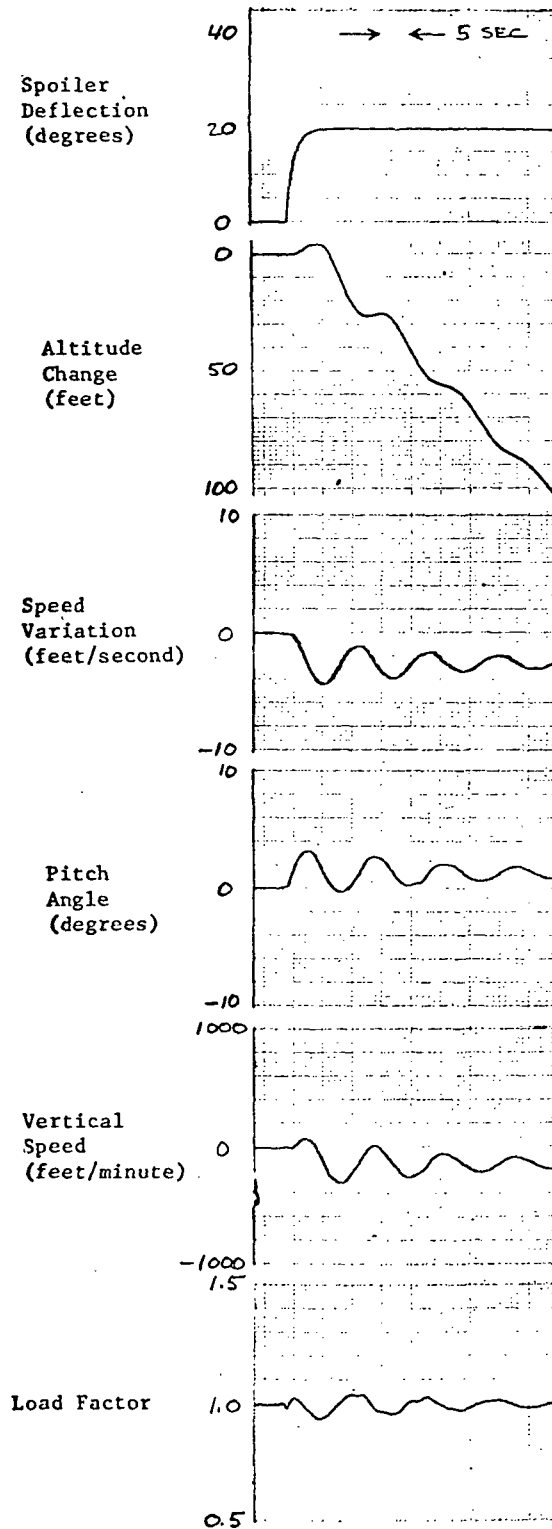 40
→ ← 5 SEC
Spoiler
Deflection
(degrees)
20
0
0
Altitude
Change
(feet)
50
100
10
Speed
Variation
(feet/second)
0
-10
10
Pitch
Angle
(degrees)
0
-10
1000
Vertical
Speed
(feet/minute)
0
-1000
1.5
Load Factor
1.0
0.5